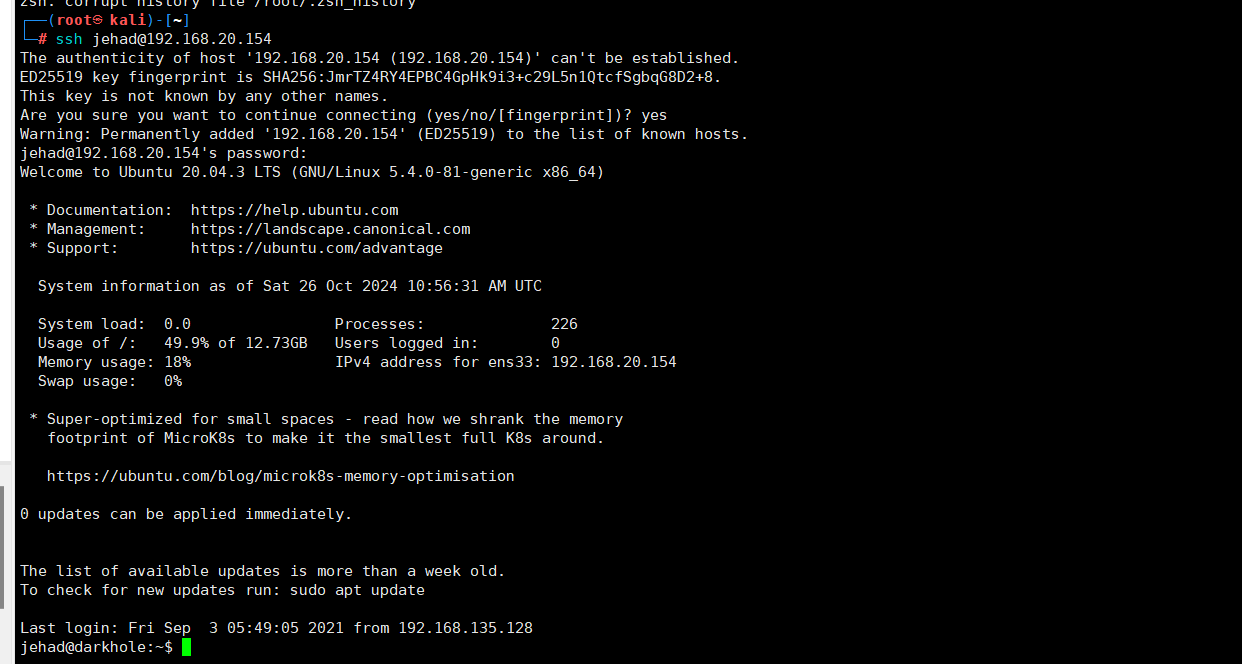 zsh: corrupt history file /root/.zsh_history
┌──(root㉿ kali)-[~]
└─# ssh jehad@192.168.20.154
The authenticity of host '192.168.20.154 (192.168.20.154)' can't be established.
ED25519 key fingerprint is SHA256:JmrTZ4RY4EPBC4GpHk9i3+c29L5n1QtcfSgbqG8D2+8.
This key is not known by any other names.
Are you sure you want to continue connecting (yes/no/[fingerprint])? yes
Warning: Permanently added '192.168.20.154' (ED25519) to the list of known hosts.
jehad@192.168.20.154's password:
Welcome to Ubuntu 20.04.3 LTS (GNU/Linux 5.4.0-81-generic x86_64)
* Documentation:  https://help.ubuntu.com
* Management:     https://landscape.canonical.com
* Support:        https://ubuntu.com/advantage
System information as of Sat 26 Oct 2024 10:56:31 AM UTC
System load:  0.0                Processes:              226
Usage of /:   49.9% of 12.73GB   Users logged in:        0
Memory usage: 18%                IPv4 address for ens33: 192.168.20.154
Swap usage:   0%
* Super-optimized for small spaces - read how we shrank the memory
footprint of MicroK8s to make it the smallest full K8s around.
https://ubuntu.com/blog/microk8s-memory-optimisation
0 updates can be applied immediately.
The list of available updates is more than a week old.
To check for new updates run: sudo apt update
Last login: Fri Sep  3 05:49:05 2021 from 192.168.135.128
jehad@darkhole:~$